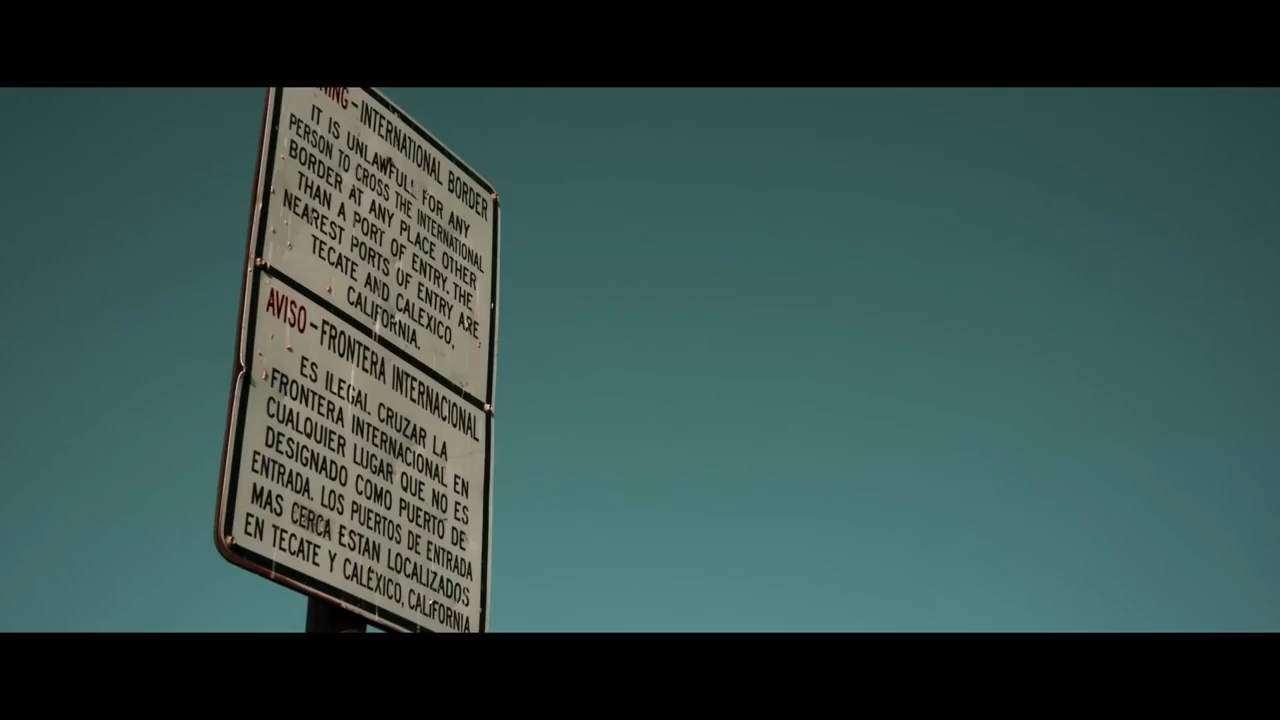 NING - INTERNATIONAL BORDER
IT IS UNLAWFUL FOR ANY
PERSON TO CROSS THE INTERNATIONAL
BORDER AT ANY PLACE OTHER
THAN A PORT OF ENTRY. THE
NEAREST PORTS OF ENTRY ARE
TECATE AND CALEXICO,
CALIFORNIA.
AVISO - FRONTERA INTERNACIONAL
ES ILEGAL CRUZAR LA
FRONTERA INTERNACIONAL EN
CUALQUIER LUGAR QUE NO ES
DESIGNADO COMO PUERTO DE
ENTRADA. LOS PUERTOS DE ENTRADA
MAS CERCA ESTAN LOCALIZADOS
EN TECATE Y CALÉXICO, CALIFORNIA